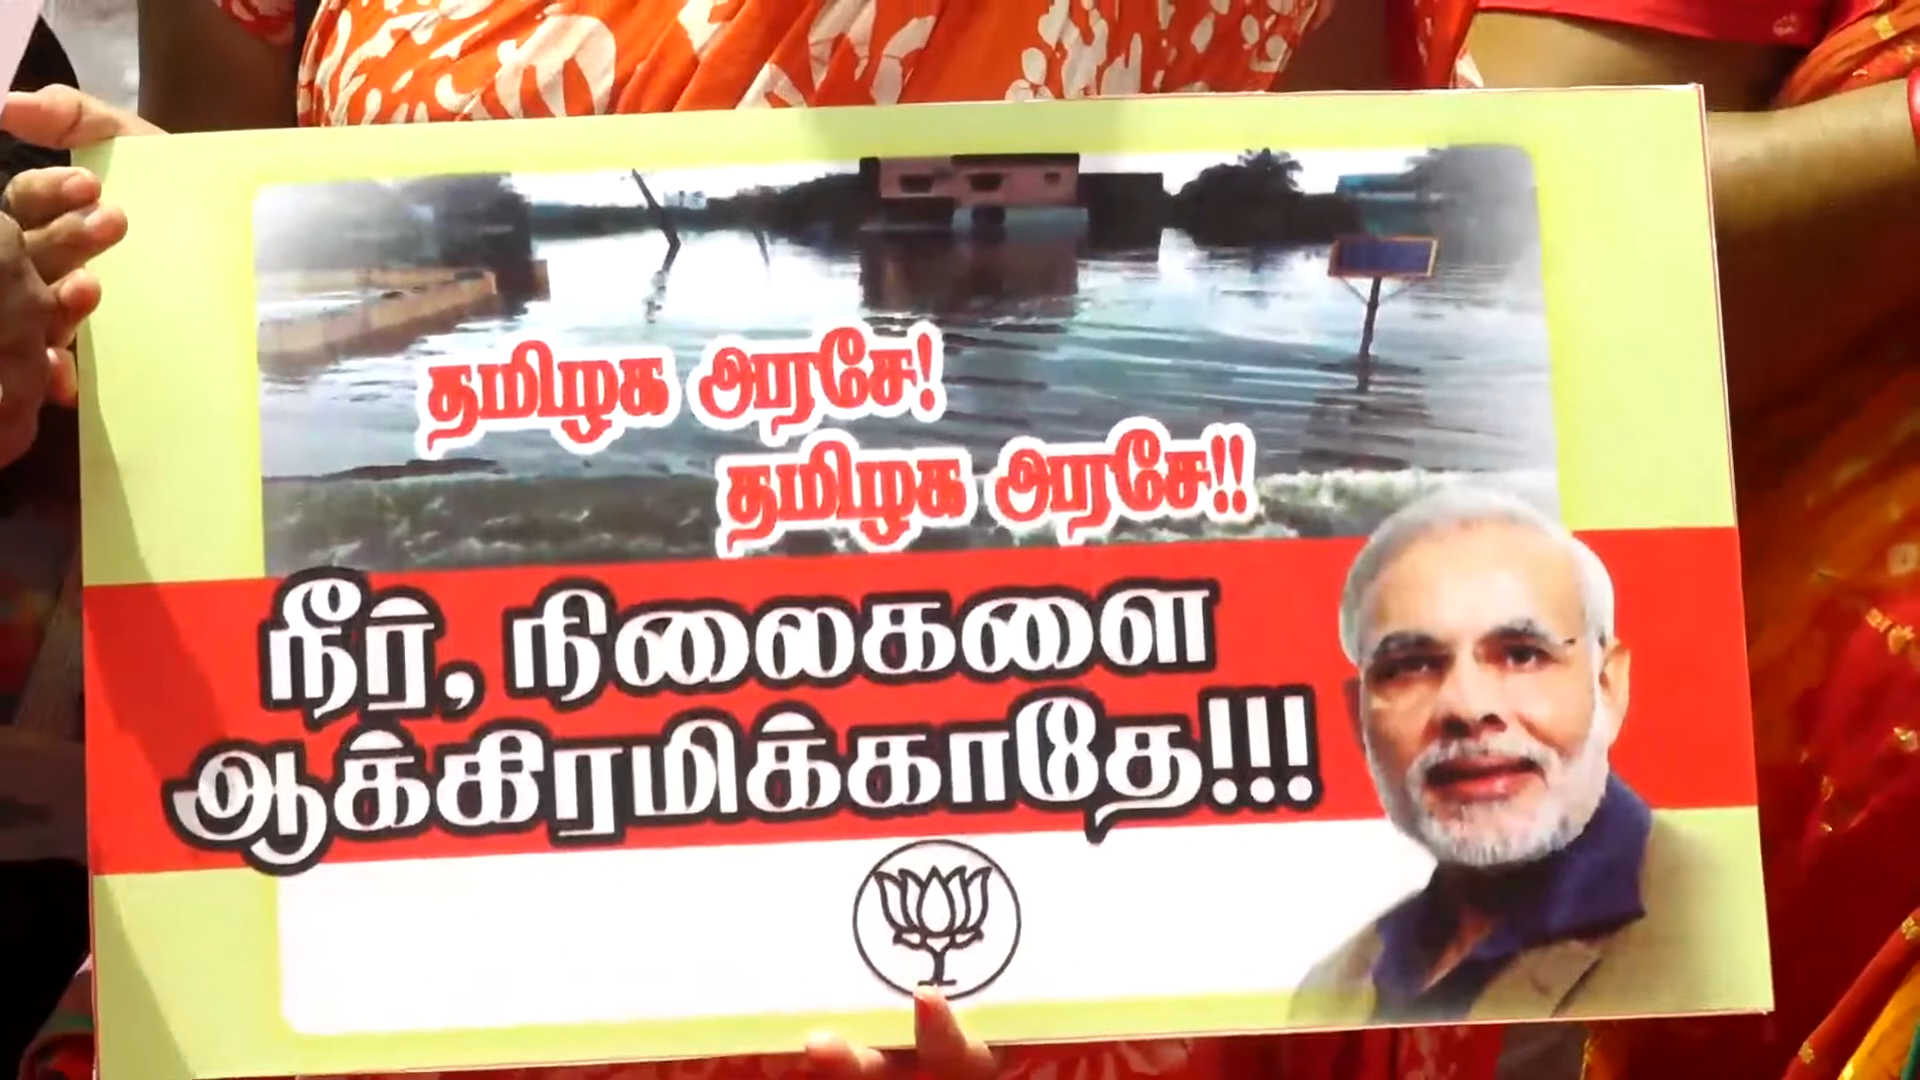 தமிழக அரசே!
தமிழக அரசே!!
நீர், நிலைகளை
ஆக்கிரமிக்காதே!!!